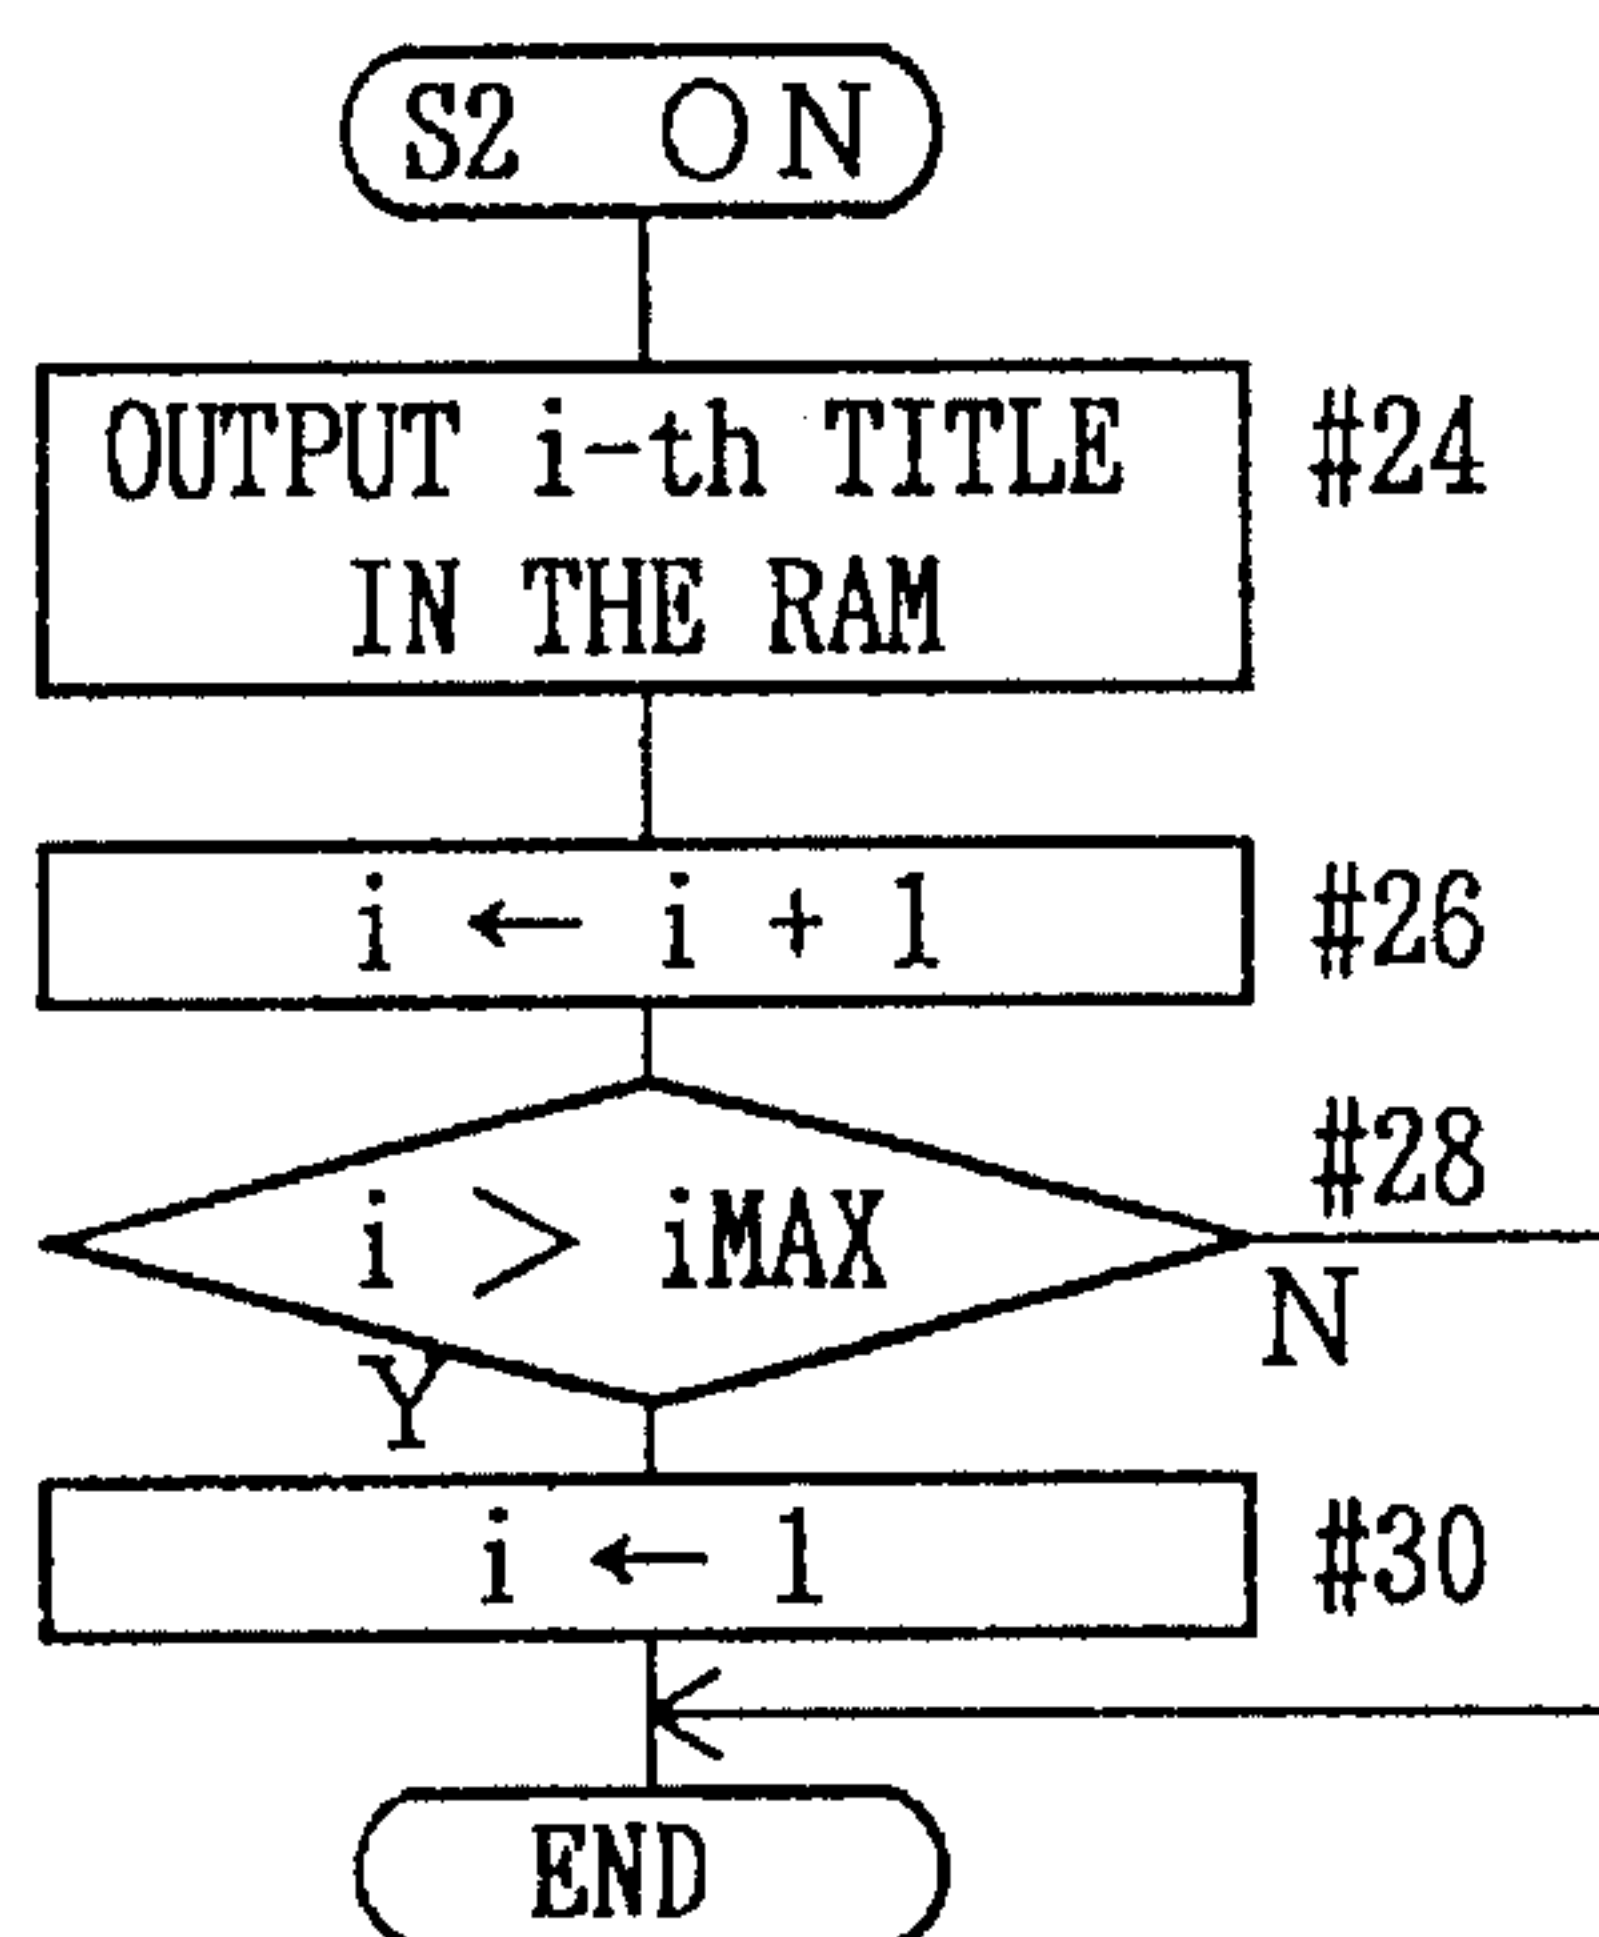 S2 ON
OUTPUT i-th TITLE
IN THE RAM
#24
i ← i + 1
#26
#28
i > iMAX
N
Y
i ← 1
#30
END